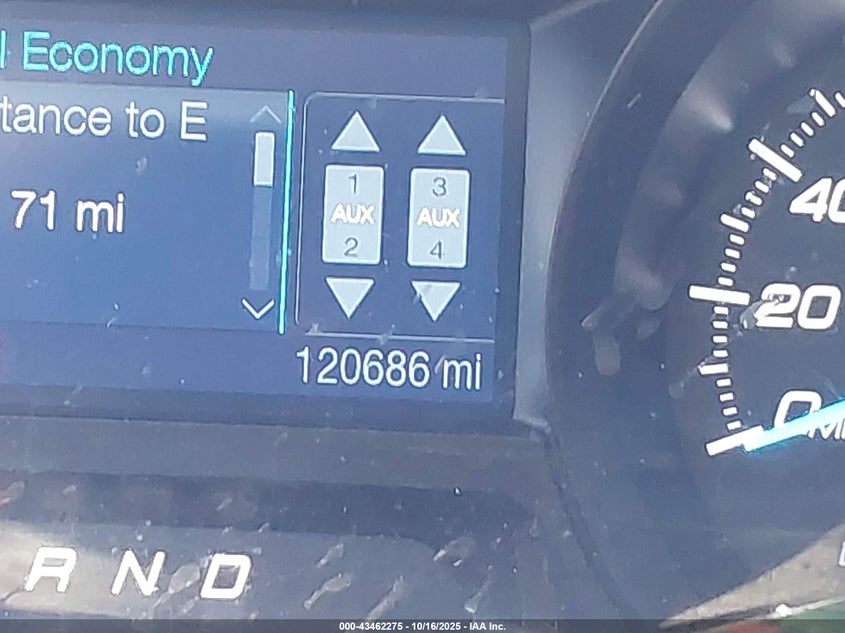 l Economy
tance to E
71 mi
1
AUX
2
3
AUX
4
120686 mi
40
20
0
R N D
000-43462275 - 10/16/2025 - IAA Inc.